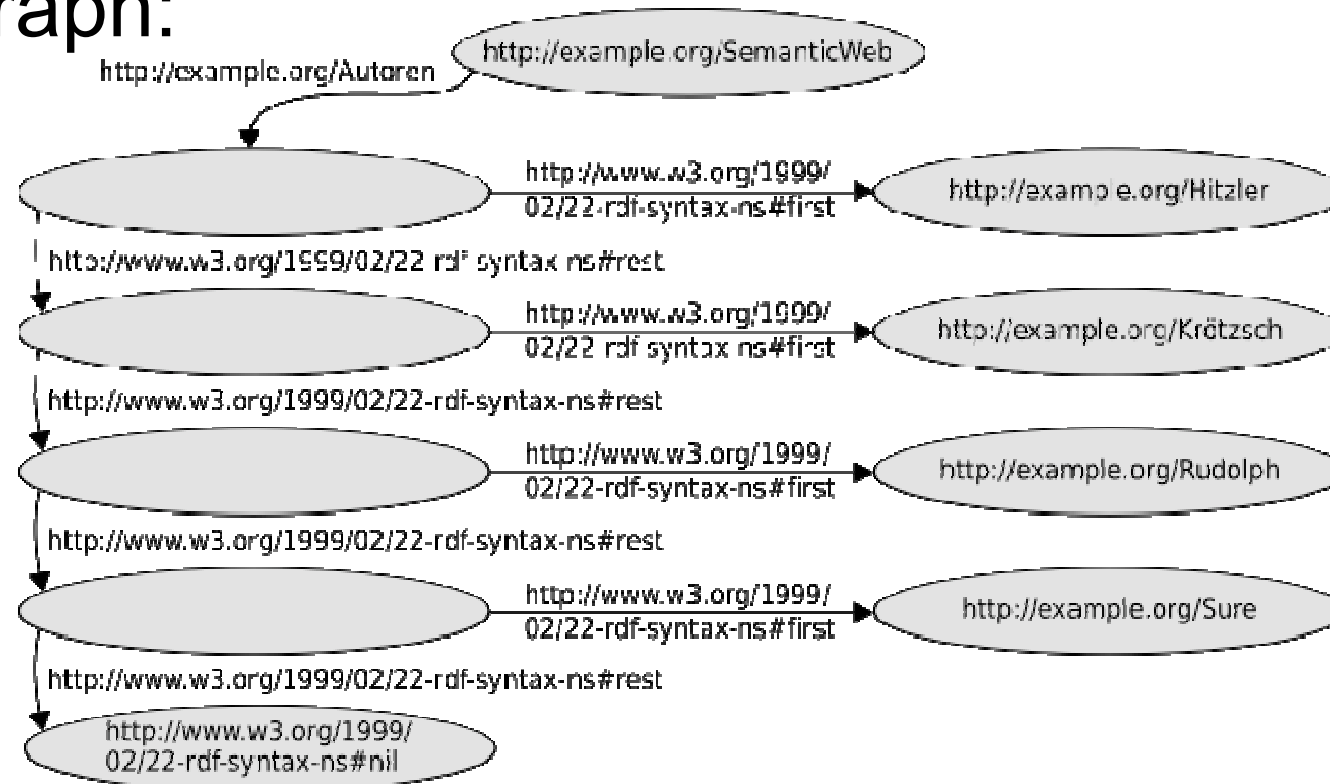 raph:
http://example.org/SemanticWeb
http://example.org/Autoren
http://www.w3.org/1999/
02/22-rdf-syntax-ns#first
http://example.org/Hitzler
http://www.w3.org/1999/02/22-rdf-syntax-ns#rest
http://www.w3.org/1999/
02/22-rdf-syntax-ns#first
http://example.org/Krötzsch
http://www.w3.org/1999/02/22-rdf-syntax-ns#rest
http://www.w3.org/1999/
02/22-rdf-syntax-ns#first
http://example.org/Rudolph
http://www.w3.org/1999/02/22-rdf-syntax-ns#rest
http://www.w3.org/1999/
02/22-rdf-syntax-ns#first
http://example.org/Sure
http://www.w3.org/1999/02/22-rdf-syntax-ns#rest
http://www.w3.org/1999/
02/22-rdf-syntax-ns#nil